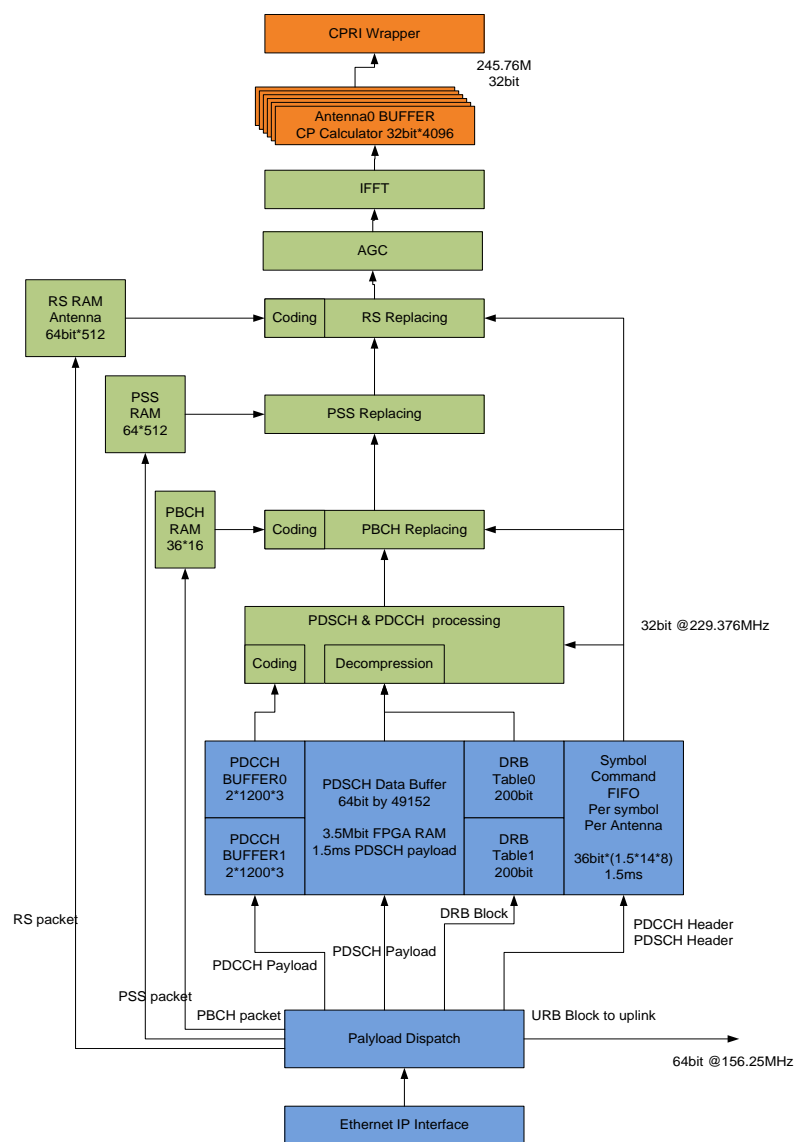 CPRI Wrapper
245.76M
32bit
Antenna0 BUFFER
CP Calculator 32bit*4096
IFFT
AGC
RS RAM
Antenna
64bit*512
Coding
RS Replacing
PSS
RAM
64*512
PSS Replacing
PBCH
RAM
36*16
Coding
PBCH Replacing
PDSCH & PDCCH processing
Coding
Decompression
32bit @229.376MHz
PDCCH
BUFFER0
2*1200*3
PDCCH
BUFFER1
2*1200*3
PDSCH Data Buffer
64bit by 49152
3.5Mbit FPGA RAM
1.5ms PDSCH payload
DRB
Table0
200bit
DRB
Table1
200bit
Symbol
Command
FIFO
Per symbol
Per Antenna
36bit*(1.5*14*8)
1.5ms
RS packet
PSS packet
PBCH packet
PDCCH Payload
PDSCH Payload
DRB Block
PDCCH Header
PDSCH Header
Palyload Dispatch
URB Block to uplink
64bit @156.25MHz
Ethernet IP Interface